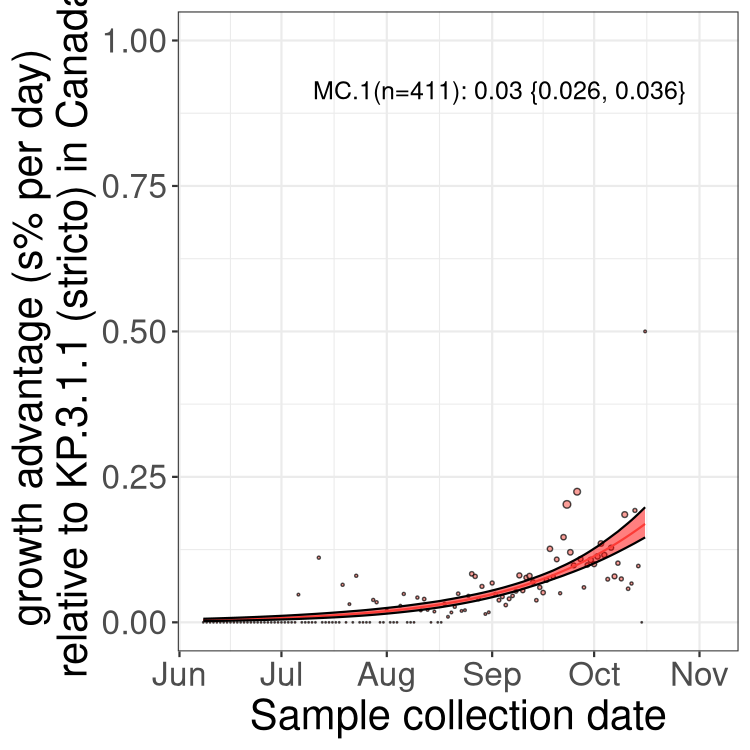 growth advantage (s% per day)
relative to KP.3.1.1 (stricto) in Canada
1.00
0.75
0.50
0.25
0.00
MC.1(n=411): 0.03 {0.026, 0.036}
Jun Jul Aug Sep Oct Nov
Sample collection date